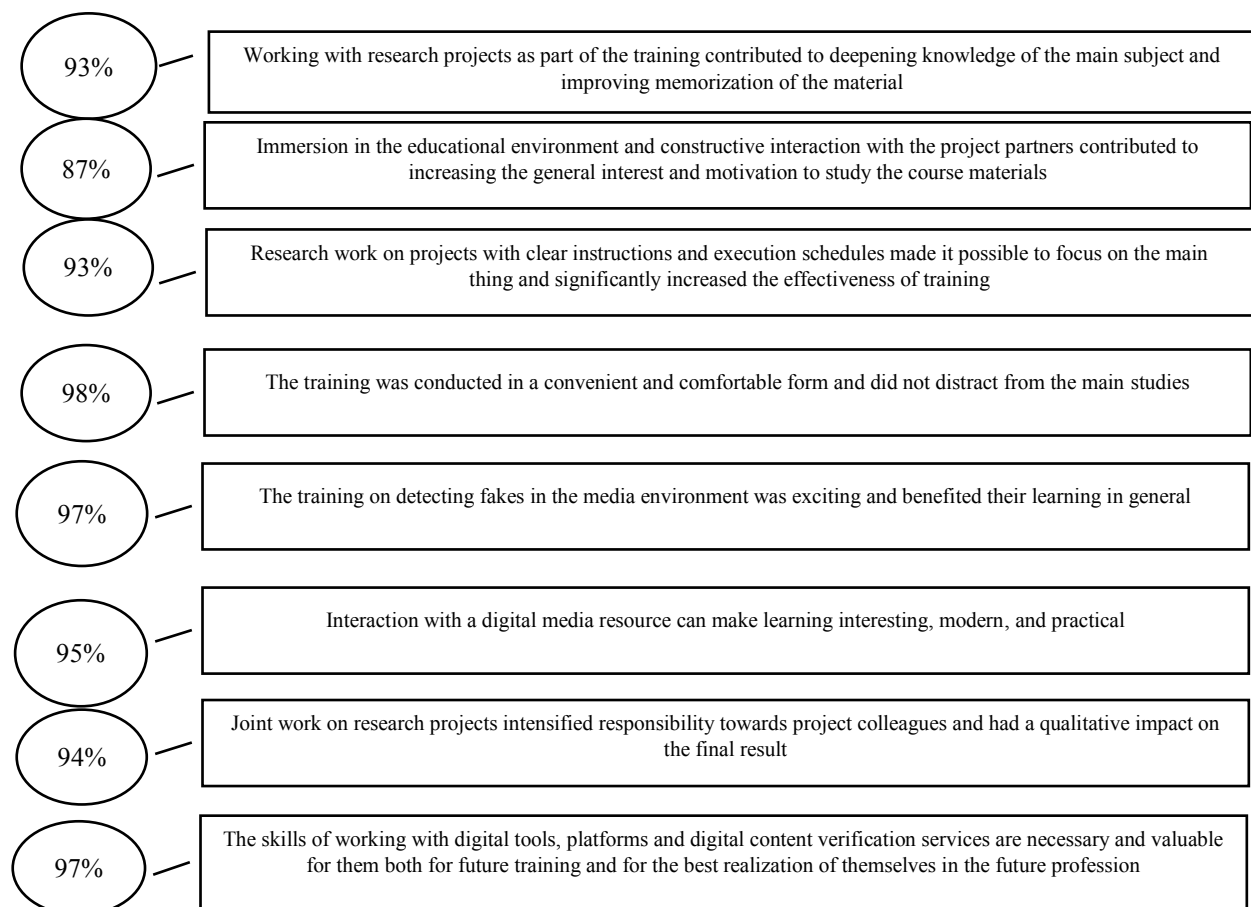 93%
Working with research projects as part of the training contributed to deepening knowledge of the main subject and
improving memorization of the material
87%
Immersion in the educational environment and constructive interaction with the project partners contributed to
increasing the general interest and motivation to study the course materials
93%
Research work on projects with clear instructions and execution schedules made it possible to focus on the main
thing and significantly increased the effectiveness of training
98%
The training was conducted in a convenient and comfortable form and did not distract from the main studies
97%
The training on detecting fakes in the media environment was exciting and benefited their learning in general
95%
Interaction with a digital media resource can make learning interesting, modern, and practical
94%
Joint work on research projects intensified responsibility towards project colleagues and had a qualitative impact on
the final result
97%
The skills of working with digital tools, platforms and digital content verification services are necessary and valuable
for them both for future training and for the best realization of themselves in the future profession